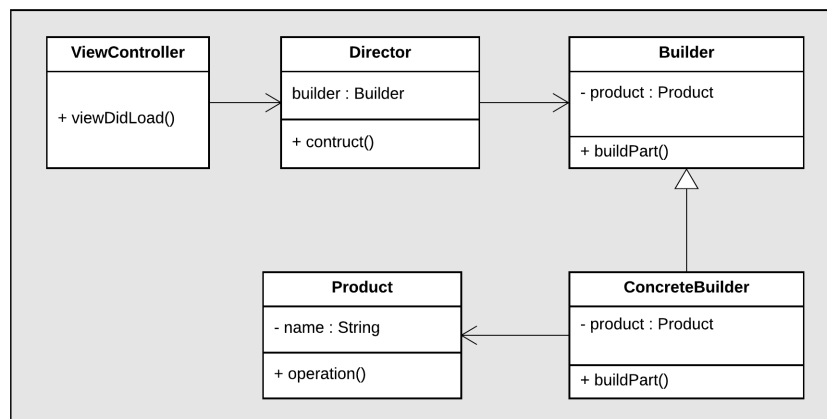 ViewController
+ viewDidLoad()
Director
builder : Builder
+ contruct()
Builder
- product : Product
+ buildPart()
Product
- name : String
+ operation()
ConcreteBuilder
- product : Product
+ buildPart()